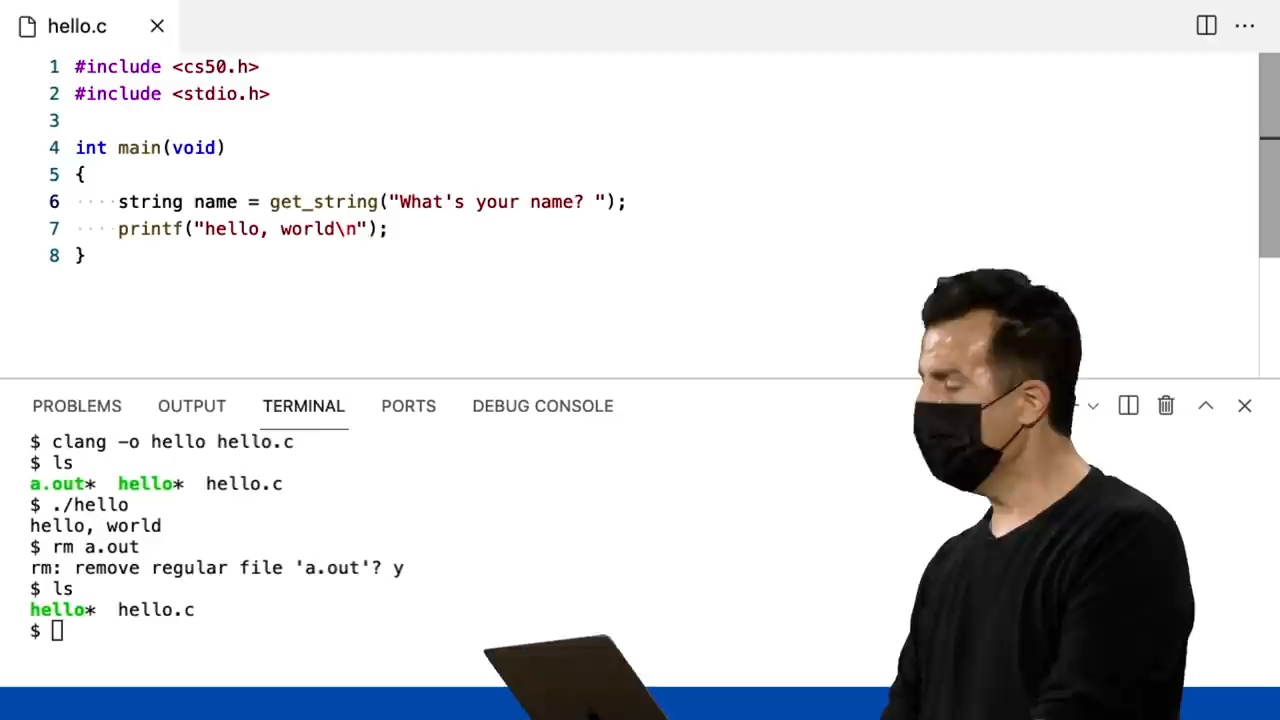 hello.c
1 #include <cs50.h>
2 #include <stdio.h>
3
4 int main(void)
5 {
6 ····string name = get_string("What's your name? ");
7 ····printf("hello, world\n");
8 }
PROBLEMS OUTPUT TERMINAL PORTS DEBUG CONSOLE
$ clang -o hello hello.c
$ ls
a.out* hello* hello.c
$ ./hello
hello, world
$ rm a.out
rm: remove regular file 'a.out'? y
$ ls
hello* hello.c
$